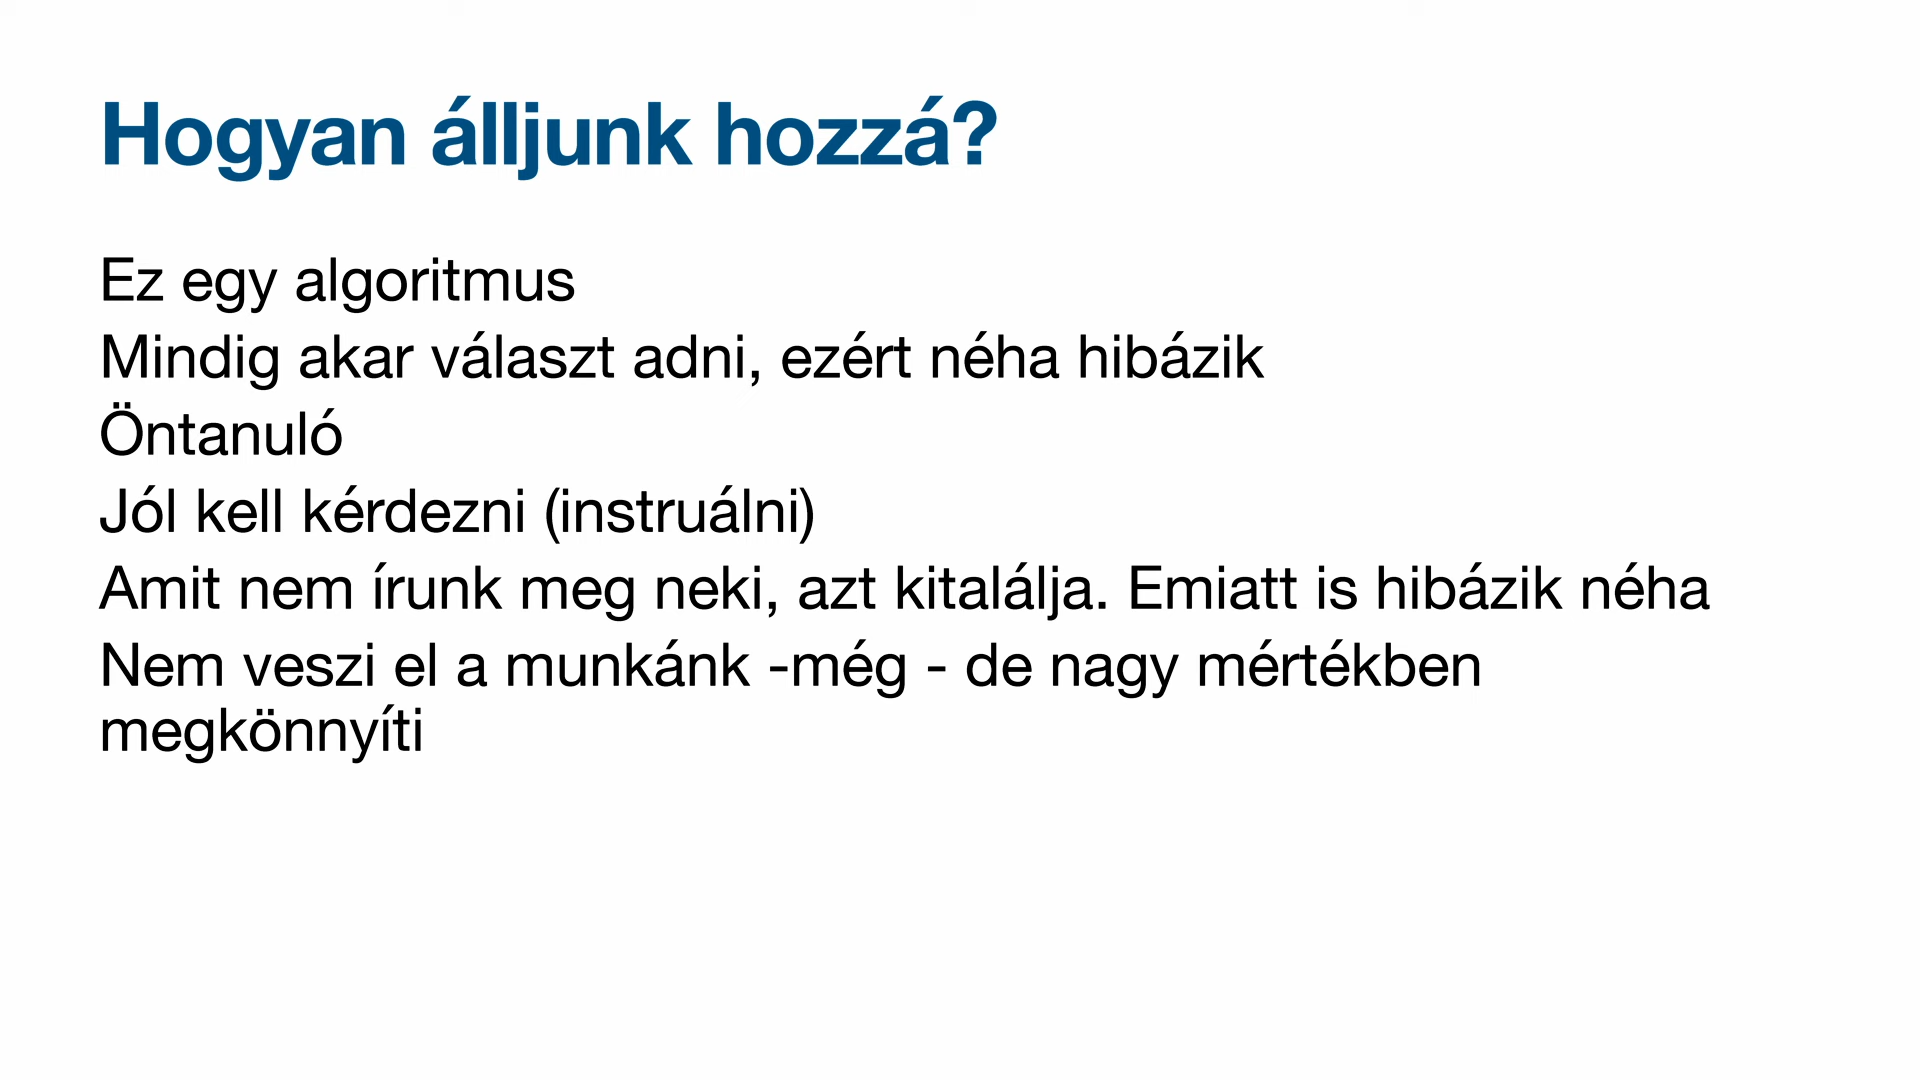 Hogyan álljunk hozzá?
Ez egy algoritmus
Mindig akar választ adni, ezért néha hibázik
Öntanuló
Jól kell kérdezni (instruálni)
Amit nem írunk meg neki, azt kitalálja. Emiatt is hibázik néha
Nem veszi el a munkánk -még - de nagy mértékben
megkönnyíti